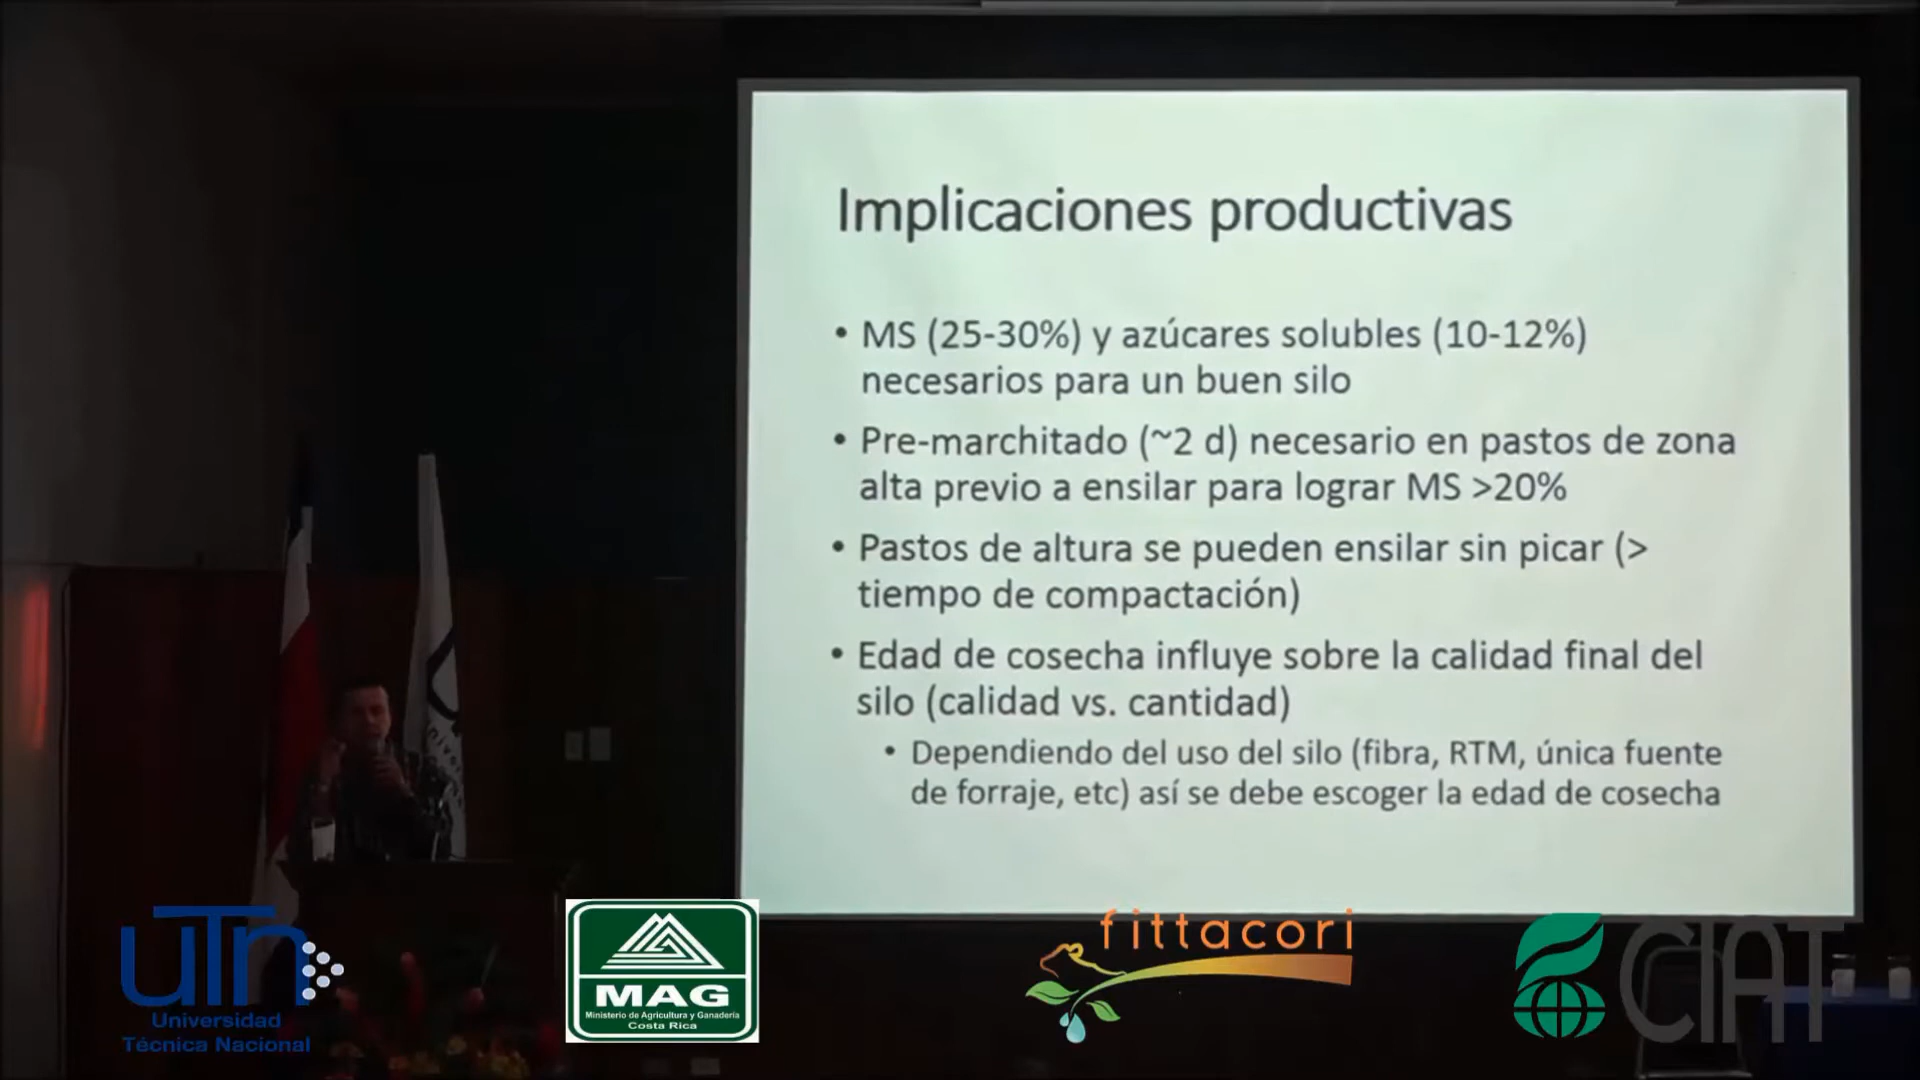 Implicaciones productivas
• MS (25-30%) y azúcares solubles (10-12%)
necesarios para un buen silo
• Pre-marchitado (~2 d) necesario en pastos de zona
alta previo a ensilar para lograr MS >20%
• Pastos de altura se pueden ensilar sin picar (>
tiempo de compactación)
• Edad de cosecha influye sobre la calidad final del
silo (calidad vs. cantidad)
• Dependiendo del uso del silo (fibra, RTM, única fuente
de forraje, etc) así se debe escoger la edad de cosecha
uTn
Universidad
Técnica Nacional
MAG
Ministerio de Agricultura y Ganadería
Costa Rica
fittacori
CIAT